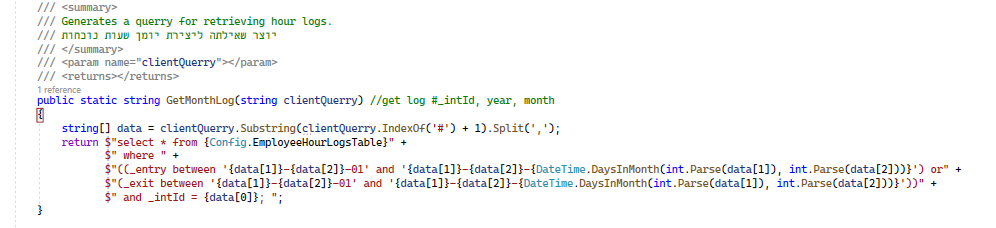 /// <summary>
/// Generates a querry for retrieving hour logs.
/// יוצר שאילתה ליצירת יומן שעות נוכחות
/// </summary>
/// <param name="clientQuerry"></param>
/// <returns></returns>
1 reference
public static string GetMonthLog(string clientQuerry) //get log #_intId, year, month
{
string[] data = clientQuerry.Substring(clientQuerry.IndexOf('#') + 1).Split(',');
return $"select * from {Config.EmployeeHourLogsTable}" +
$" where " +
$"((_entry between '{data[1]}-{data[2]}-01' and '{data[1]}-{data[2]}-{DateTime.DaysInMonth(int.Parse(data[1]), int.Parse(data[2]))}') or" +
$"(_exit between '{data[1]}-{data[2]}-01' and '{data[1]}-{data[2]}-{DateTime.DaysInMonth(int.Parse(data[1]), int.Parse(data[2]))}'))" +
$" and _intId = {data[0]}; ";
}